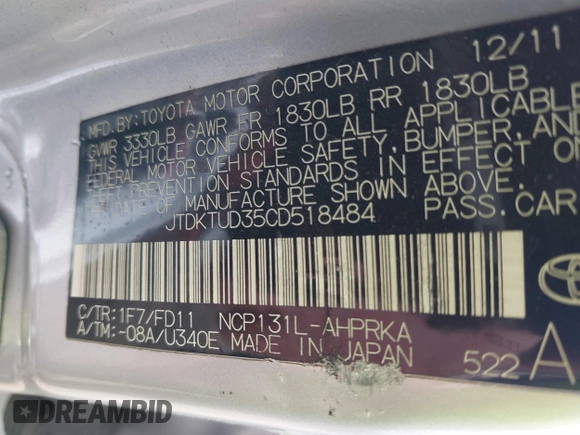 12/11
MFD. BY: TOYOTA MOTOR CORPORATION
GVWR 3330LB GAWR FR 1830LB RR 1830LB
THIS VEHICLE CONFORMS TO ALL APPLICABLE
FEDERAL MOTOR VEHICLE SAFETY, BUMPER, AND
THEFT PREVENTION STANDARDS IN EFFECT ON
THE DATE OF MANUFACTURE SHOWN ABOVE.
JTDKTUD35CD518484 PASS. CAR
C/TR: 1F7/FD11 NCP131L-AHPRKA
A/TM: -08A/U340E MADE IN JAPAN
522 A
DREAMBID